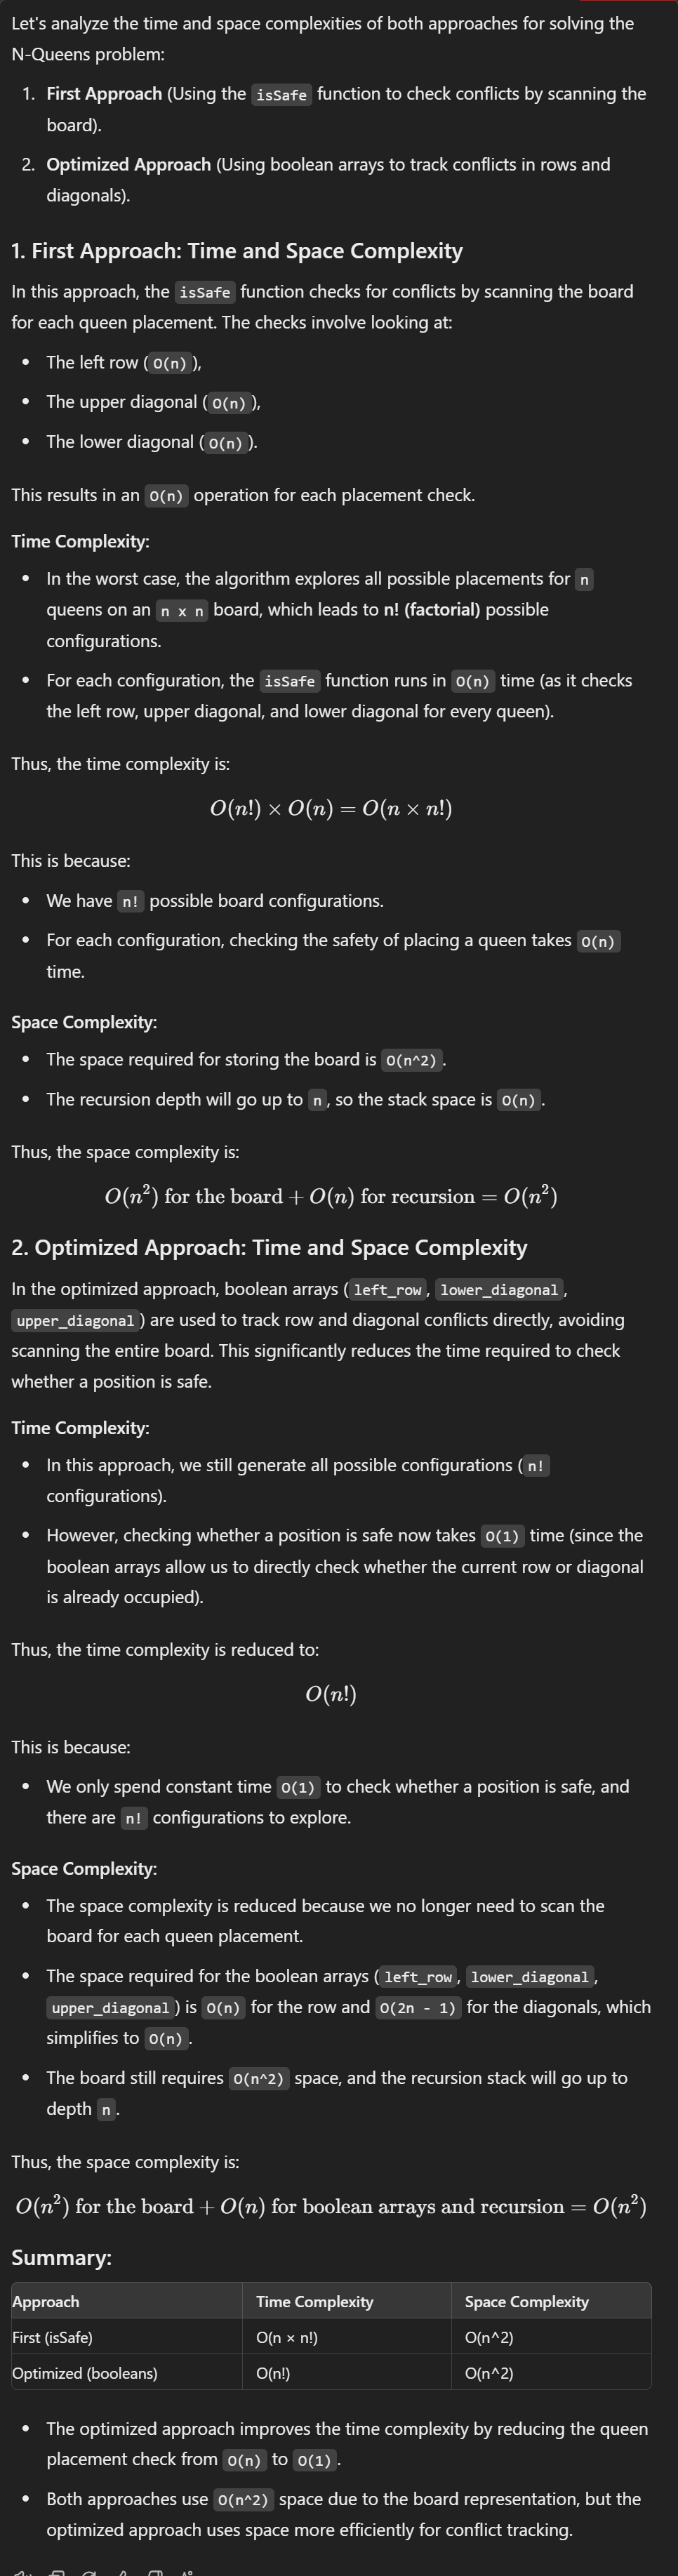 Let's analyze the time and space complexities of both approaches for solving the
N-Queens problem:
1. First Approach (Using the isSafe function to check conflicts by scanning the
board).
2. Optimized Approach (Using boolean arrays to track conflicts in rows and
diagonals).
1. First Approach: Time and Space Complexity
In this approach, the isSafe function checks for conflicts by scanning the board
for each queen placement. The checks involve looking at:
• The left row (O(n)),
• The upper diagonal (O(n)),
• The lower diagonal (O(n)).
This results in an O(n) operation for each placement check.
Time Complexity:
• In the worst case, the algorithm explores all possible placements for n
queens on an n x n board, which leads to n! (factorial) possible
configurations.
• For each configuration, the isSafe function runs in O(n) time (as it checks
the left row, upper diagonal, and lower diagonal for every queen).
Thus, the time complexity is:
O(n!) × O(n) = O(n × n!)
This is because:
• We have n! possible board configurations.
• For each configuration, checking the safety of placing a queen takes O(n)
time.
Space Complexity:
• The space required for storing the board is O(n^2).
• The recursion depth will go up to n, so the stack space is O(n).
Thus, the space complexity is:
O(n²) for the board + O(n) for recursion = O(n²)
2. Optimized Approach: Time and Space Complexity
In the optimized approach, boolean arrays (left_row, lower_diagonal,
upper_diagonal) are used to track row and diagonal conflicts directly, avoiding
scanning the entire board. This significantly reduces the time required to check
whether a position is safe.
Time Complexity:
• In this approach, we still generate all possible configurations (n!
configurations).
• However, checking whether a position is safe now takes O(1) time (since the
boolean arrays allow us to directly check whether the current row or diagonal
is already occupied).
Thus, the time complexity is reduced to:
O(n!)
This is because:
• We only spend constant time O(1) to check whether a position is safe, and
there are n! configurations to explore.
Space Complexity:
• The space complexity is reduced because we no longer need to scan the
board for each queen placement.
• The space required for the boolean arrays (left_row, lower_diagonal,
upper_diagonal) is O(n) for the row and O(2n - 1) for the diagonals, which
simplifies to O(n).
• The board still requires O(n^2) space, and the recursion stack will go up to
depth n.
Thus, the space complexity is:
O(n²) for the board + O(n) for boolean arrays and recursion = O(n²)
Summary:
Approach Time Complexity Space Complexity
First (isSafe) O(n × n!) O(n^2)
Optimized (booleans) O(n!) O(n^2)
• The optimized approach improves the time complexity by reducing the queen
placement check from O(n) to O(1).
• Both approaches use O(n^2) space due to the board representation, but the
optimized approach uses space more efficiently for conflict tracking.